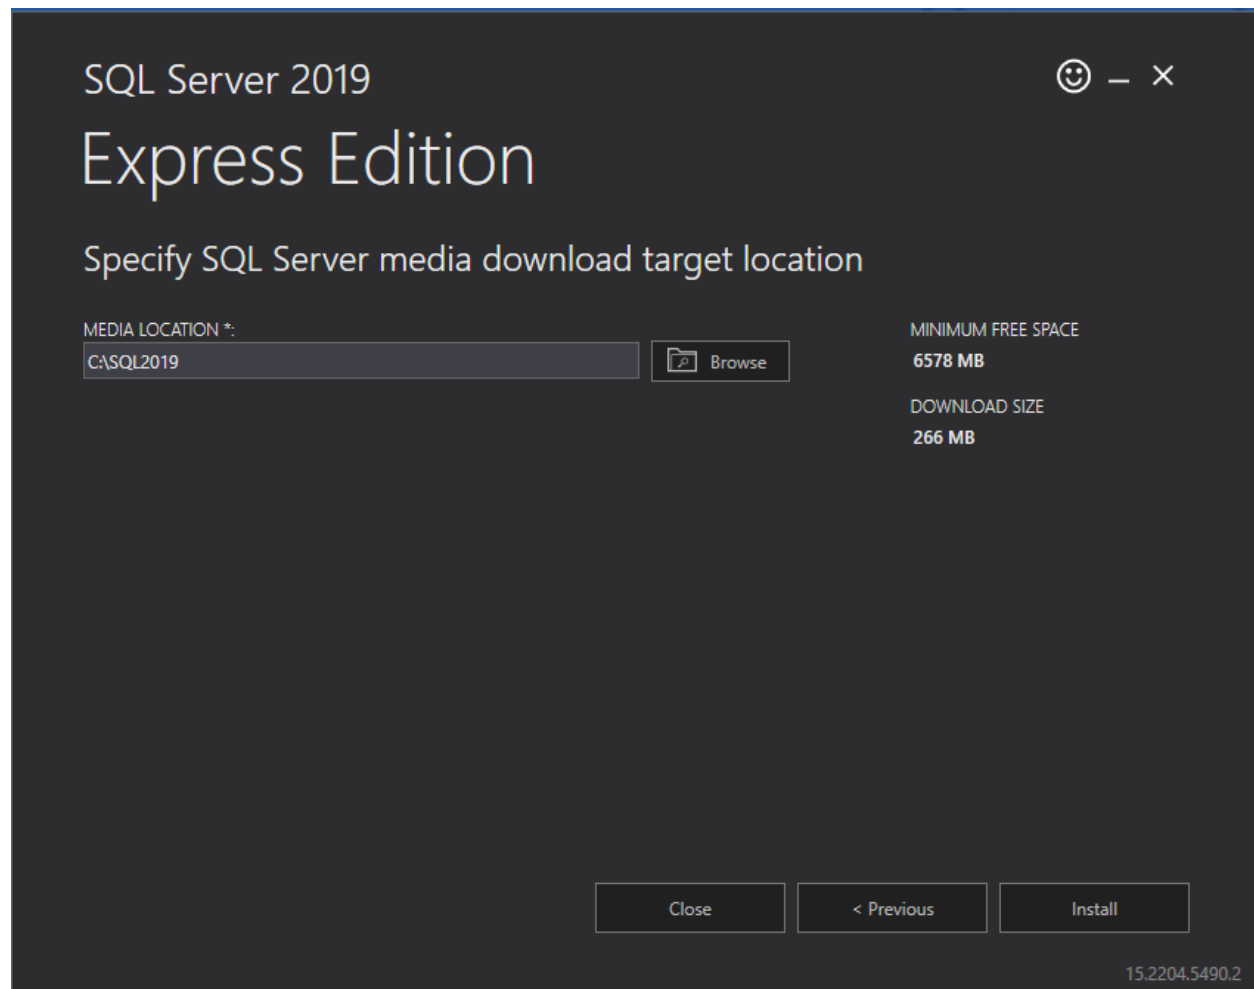 SQL Server 2019
Express Edition
Specify SQL Server media download target location
MEDIA LOCATION *:
C:\SQL2019
Browse
MINIMUM FREE SPACE
6578 MB
DOWNLOAD SIZE
266 MB
Close
< Previous
Install
15.2204.5490.2